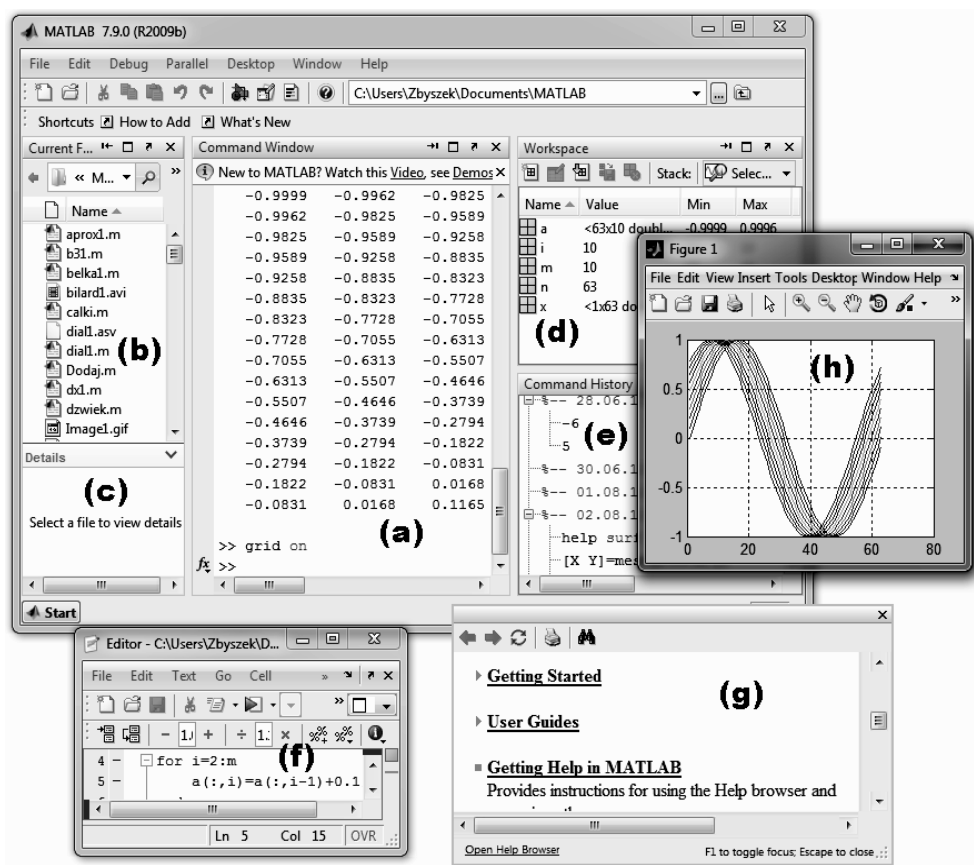 MATLAB 7.9.0 (R2009b)
File Edit Debug Parallel Desktop Window Help
C:\Users\Zbyszek\Documents\MATLAB
Shortcuts How to Add What's New
Current F...
« M...
Name
aprox1.m
b31.m
belka1.m
bilard1.avi
calki.m
dial1.asv
dial1.m
(b)
Dodaj.m
dx1.m
dzwiek.m
Image1.gif
Details
(c)
Select a file to view details
Command Window
New to MATLAB? Watch this Video, see Demos
-0.9999 -0.9962 -0.9825
-0.9962 -0.9825 -0.9589
-0.9825 -0.9589 -0.9258
-0.9589 -0.9258 -0.8835
-0.9258 -0.8835 -0.8323
-0.8835 -0.8323 -0.7728
-0.8323 -0.7728 -0.7055
-0.7728 -0.7055 -0.6313
-0.7055 -0.6313 -0.5507
-0.6313 -0.5507 -0.4646
-0.5507 -0.4646 -0.3739
-0.4646 -0.3739 -0.2794
-0.3739 -0.2794 -0.1822
-0.2794 -0.1822 -0.0831
-0.1822 -0.0831 0.0168
-0.0831 0.0168 0.1165
(a)
>> grid on
fx >>
Workspace
Stack: Selec...
Name Value Min Max
a <63x10 doubl... -0.9999 0.9996
i 10
m 10
n 63
x <1x63 do
(d)
Command History
%-- 28.06.1
-6
5
(e)
%-- 30.06.1
%-- 01.08.1
%-- 02.08.1
help surf
[X Y]=mes
Start
Figure 1
File Edit View Insert Tools Desktop Window Help
(h)
1
0.5
0
-0.5
-1
0 20 40 60 80
Editor - C:\Users\Zbyszek\D...
File Edit Text Go Cell »
(f)
4 - for i=2:m
5 - a(:,i)=a(:,i-1)+0.1
Ln 5 Col 15 OVR
Getting Started
(g)
User Guides
Getting Help in MATLAB
Provides instructions for using the Help browser and
Open Help Browser F1 to toggle focus; Escape to close